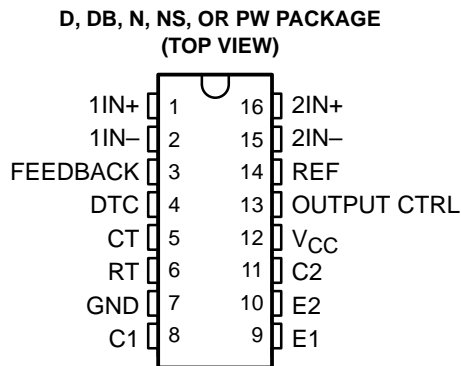 D, DB, N, NS, OR PW PACKAGE
(TOP VIEW)
1IN+ 1 16 2IN+
1IN– 2 15 2IN–
FEEDBACK 3 14 REF
DTC 4 13 OUTPUT CTRL
CT 5 12 VCC
RT 6 11 C2
GND 7 10 E2
C1 8 9 E1